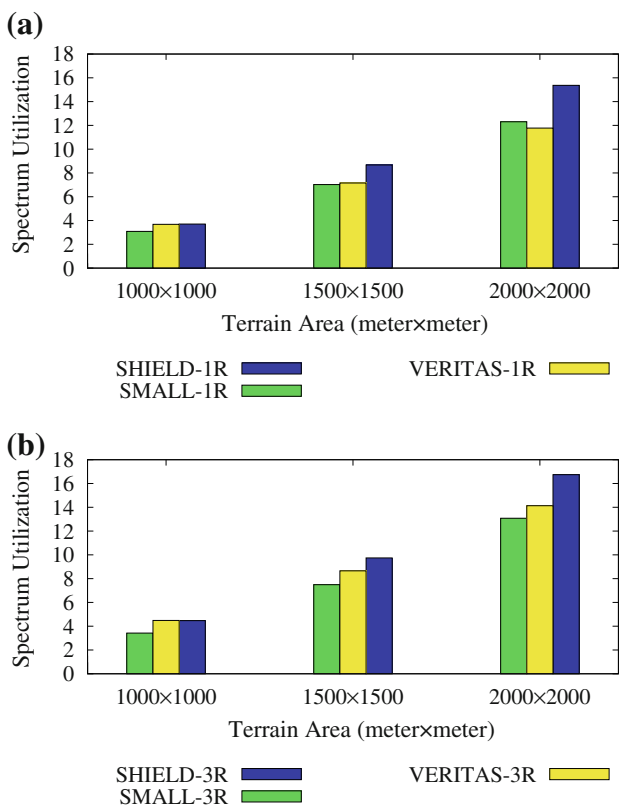 (a)
Spectrum Utilization
18
16
14
12
10
8
6
4
2
0
1000×1000 1500×1500 2000×2000
Terrain Area (meter×meter)
SHIELD-1R VERITAS-1R
SMALL-1R
(b)
Spectrum Utilization
18
16
14
12
10
8
6
4
2
0
1000×1000 1500×1500 2000×2000
Terrain Area (meter×meter)
SHIELD-3R VERITAS-3R
SMALL-3R